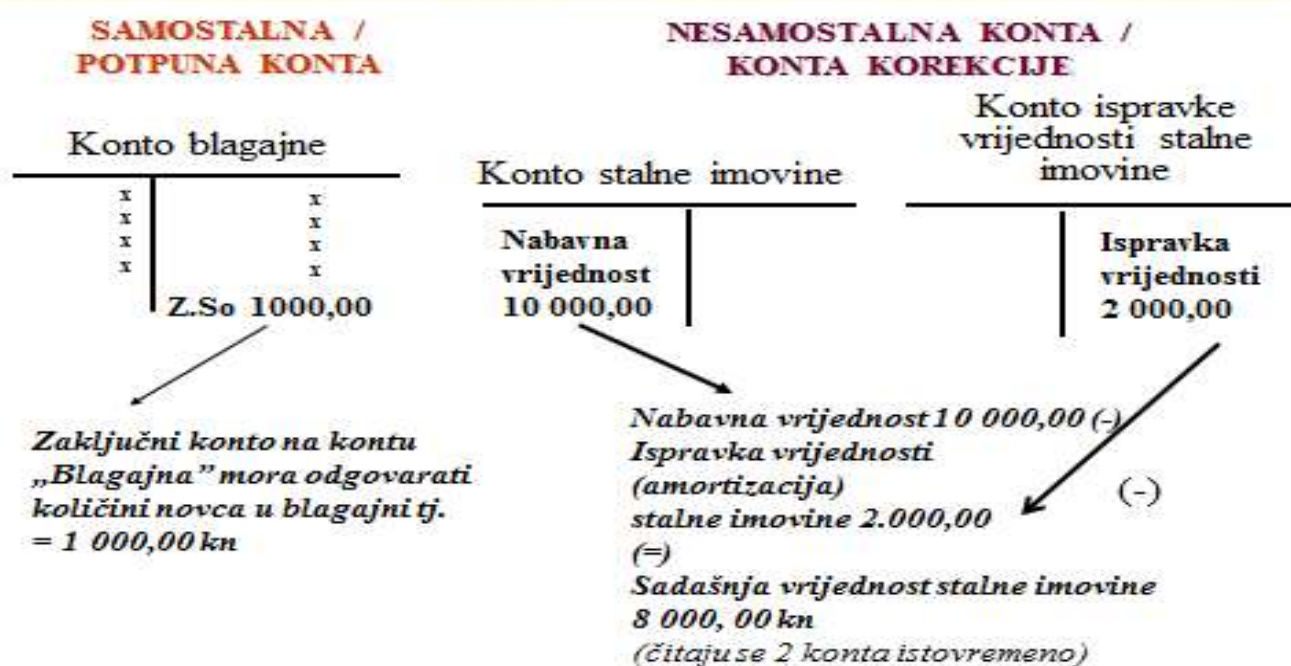 SAMOSTALNA /
POTPUNA KONTA
Konto blagajne
x x
x x
x x
x x
Z.So 1000,00
Zaključni konto na kontu
„Blagajna” mora odgovarati
količini novca u blagajni tj.
= 1 000,00 kn
NESAMOSTALNA KONTA /
KONTA KOREKCIJE
Konto stalne imovine
Nabavna
vrijednost
10 000,00
Konto ispravke
vrijednosti stalne
imovine
Ispravka
vrijednosti
2 000,00
Nabavna vrijednost 10 000,00 (-)
Ispravka vrijednosti
(amortizacija)
stalne imovine 2.000,00
(-)
(=)
Sadašnja vrijednost stalne imovine
8 000, 00 kn
(čitaju se 2 konta istovremeno)